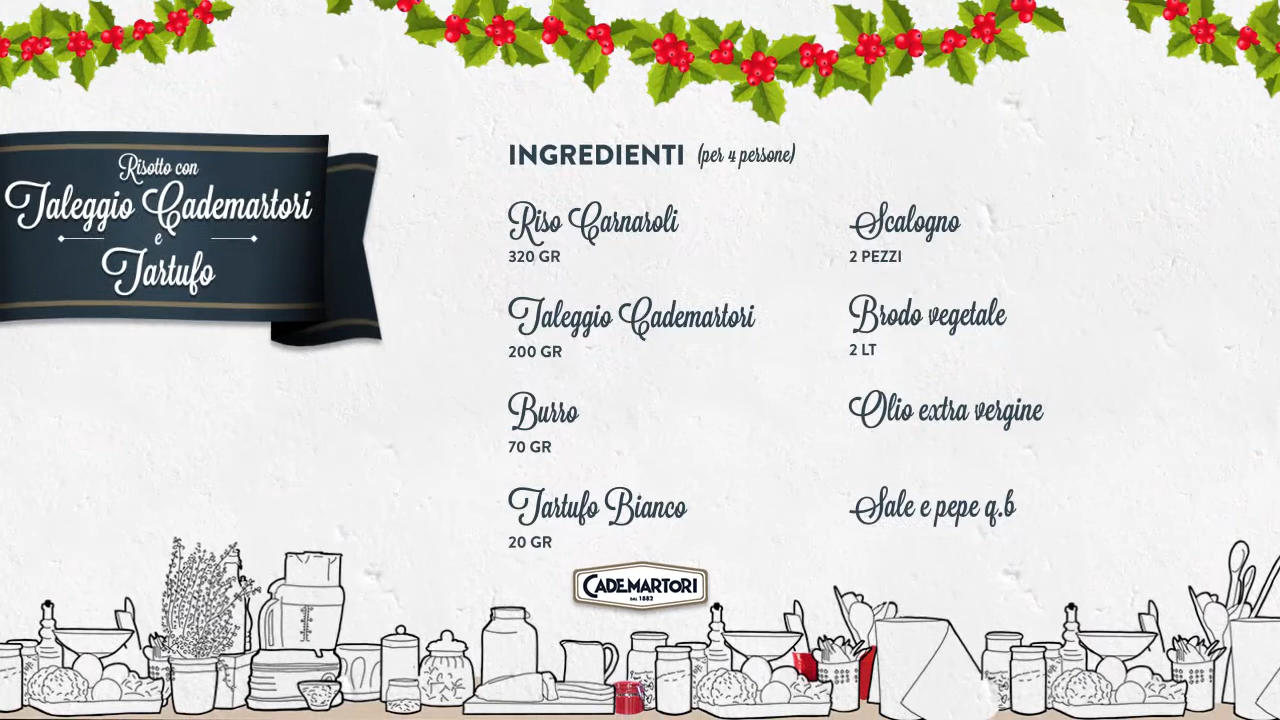 Risotto con
Taleggio Cademartori
e
Tartufo
INGREDIENTI (per 4 persone)
Riso Carnaroli
320 GR
Taleggio Cademartori
200 GR
Burro
70 GR
Tartufo Bianco
20 GR
Scalogno
2 PEZZI
Brodo vegetale
2 LT
Olio extra vergine
Sale e pepe q.b
CADEMARTORI
DAL 1882